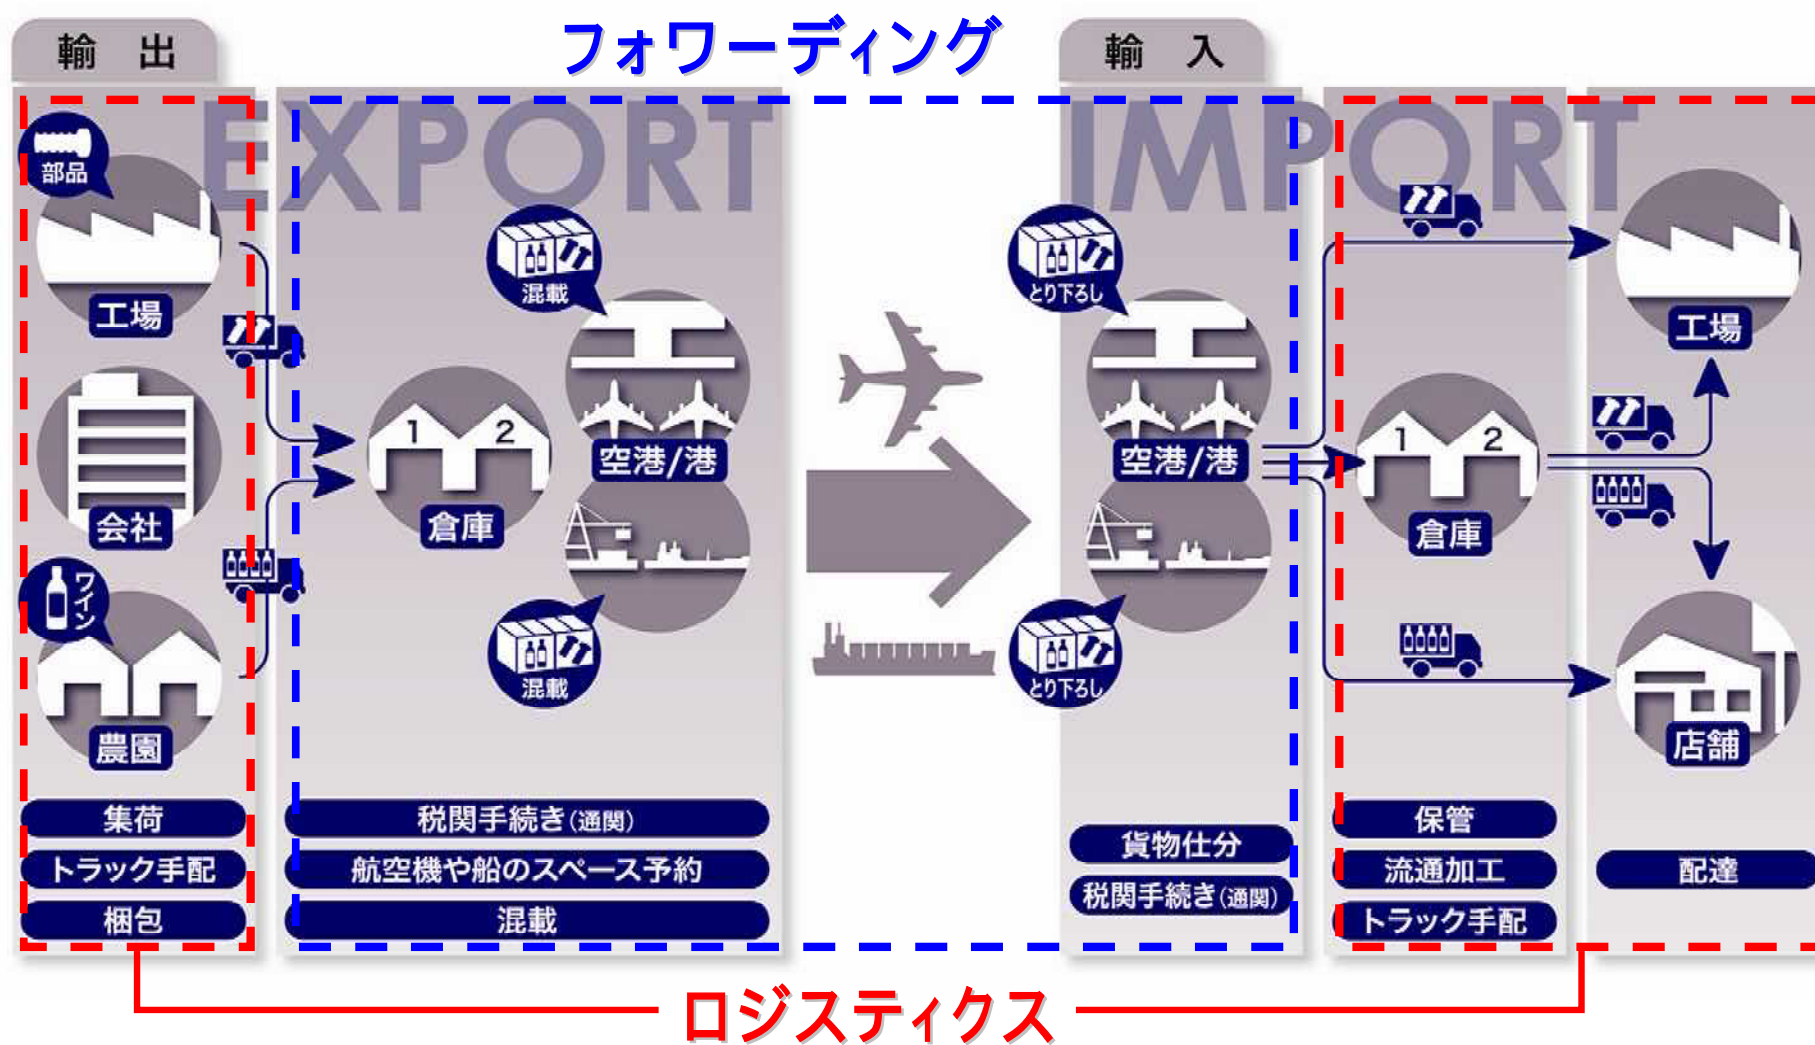 フォワーディング
輸 出
輸 入
EXPORT
IMPORT
部品
工場
会社
ワイン
農園
混載
1 2
倉庫
空港/港
混載
とり下ろし
空港/港
とり下ろし
1 2
倉庫
工場
店舗
集荷
トラック手配
梱包
税関手続き(通関)
航空機や船のスペース予約
混載
貨物仕分
税関手続き(通関)
保管
流通加工
トラック手配
配達
ロジスティクス